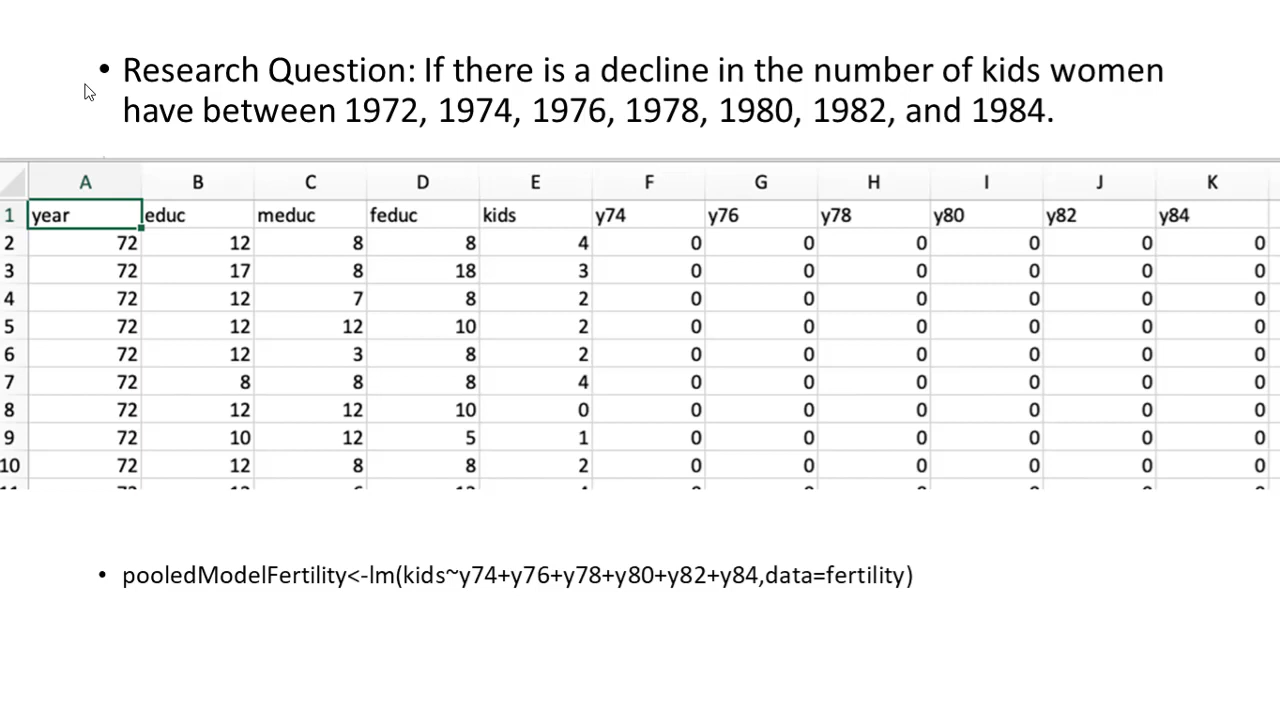 • Research Question: If there is a decline in the number of kids women
have between 1972, 1974, 1976, 1978, 1980, 1982, and 1984.
A B C D E F G H I J K
1 year educ meduc feduc kids y74 y76 y78 y80 y82 y84
2 72 12 8 8 4 0 0 0 0 0 0
3 72 17 8 18 3 0 0 0 0 0 0
4 72 12 7 8 2 0 0 0 0 0 0
5 72 12 12 10 2 0 0 0 0 0 0
6 72 12 3 8 2 0 0 0 0 0 0
7 72 8 8 8 4 0 0 0 0 0 0
8 72 12 12 10 0 0 0 0 0 0 0
9 72 10 12 5 1 0 0 0 0 0 0
10 72 12 8 8 2 0 0 0 0 0 0
• pooledModelFertility<-lm(kids~y74+y76+y78+y80+y82+y84,data=fertility)